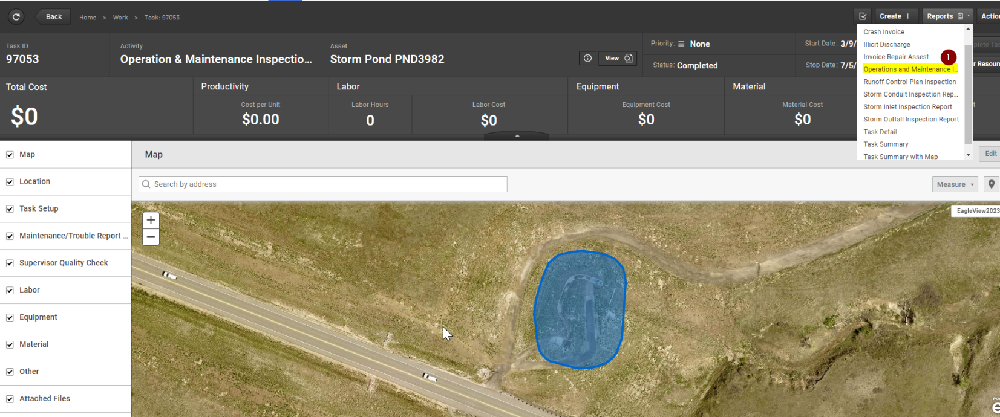 Back
Home > Work > Task: 97053
Create +
Reports
Actio
Task ID
97053
Activity
Operation & Maintenance Inspectio...
Asset
Storm Pond PND3982
View
Priority: None
Status: Completed
Start Date: 3/9/
Stop Date: 7/5/
plete Tas
r Resour
Crash Invoice
Illicit Discharge
Invoice Repair Assest
1
Operations and Maintenance I...
Runoff Control Plan Inspection
Storm Conduit Inspection Rep...
Storm Inlet Inspection Report
Storm Outfall Inspection Report
Task Detail
Task Summary
Task Summary with Map
Total Cost
$0
Productivity
Cost per Unit
$0.00
Labor
Labor Hours
0
Labor Cost
$0
Equipment
Equipment Cost
$0
Material
Material Cost
$0
t
Map
Location
Task Setup
Maintenance/Trouble Report ...
Supervisor Quality Check
Labor
Equipment
Material
Other
Attached Files
Map
Edit
Search by address
Measure
+
−
EagleView2023